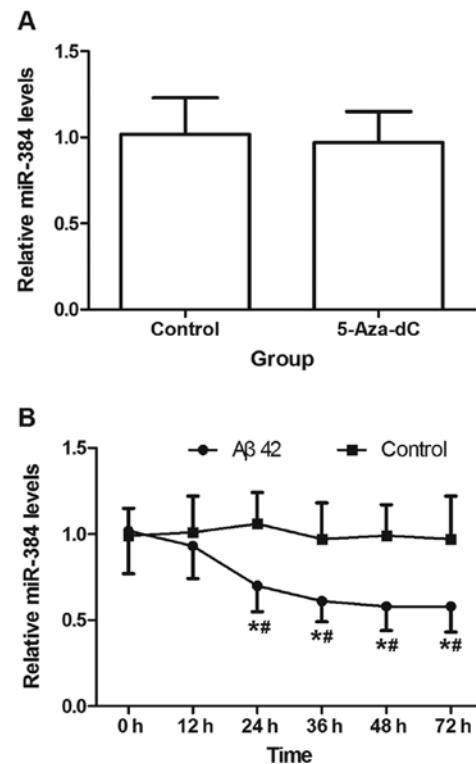 A
Relative miR-384 levels
1.5
1.0
0.5
0.0
Control 5-Aza-dC
Group
B
Relative miR-384 levels
Aβ 42 Control
1.5
1.0
0.5
0.0
*# *# *# *#
0 h 12 h 24 h 36 h 48 h 72 h
Time